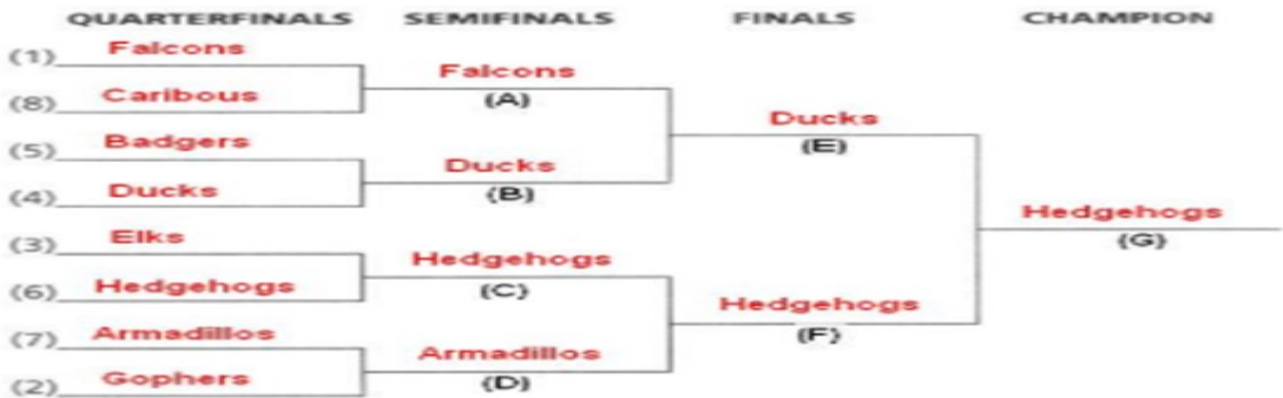 QUARTERFINALS SEMIFINALS FINALS CHAMPION
(1) Falcons
(8) Caribous
(5) Badgers
(4) Ducks
(3) Elks
(6) Hedgehogs
(7) Armadillos
(2) Gophers
Falcons
(A)
Ducks
(B)
Hedgehogs
(C)
Armadillos
(D)
Ducks
(E)
Hedgehogs
(F)
Hedgehogs
(G)